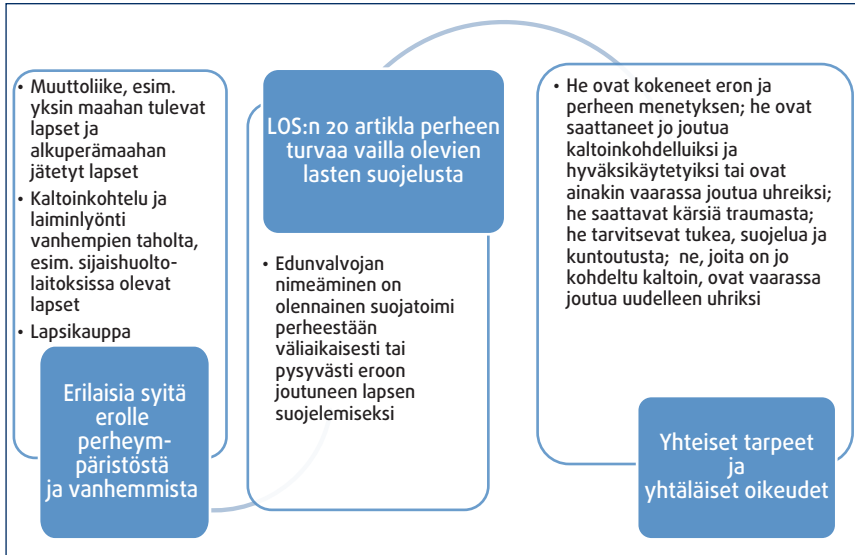 • Muuttoliike, esim.
yksin maahan tulevat
lapset ja
alkuperämaahan
jätetyt lapset
• Kaltoinkohtelu ja
laiminlyönti
vanhempien taholta,
esim. sijaishuolto-
laitoksissa olevat
lapset
• Lapsikauppa
Erilaisia syitä
erolle
perheym-
päristöstä
ja vanhemmista
LOS:n 20 artikla perheen
turvaa vailla olevien
lasten suojelusta
• Edunvalvojan
nimeäminen on
olennainen suojatoimi
perheestään
väliaikaisesti tai
pysyvästi eroon
joutuneen lapsen
suojelemiseksi
• He ovat kokeneet eron ja
perheen menetyksen; he ovat
saattaneet jo joutua
kaltoinkohdelluiksi ja
hyväksikäytetyiksi tai ovat
ainakin vaarassa joutua uhreiksi;
he saattavat kärsiä traumasta;
he tarvitsevat tukea, suojelua ja
kuntoutusta; ne, joita on jo
kohdeltu kaltoin, ovat vaarassa
joutua uudelleen uhriksi
Yhteiset tarpeet
ja
yhtäläiset oikeudet